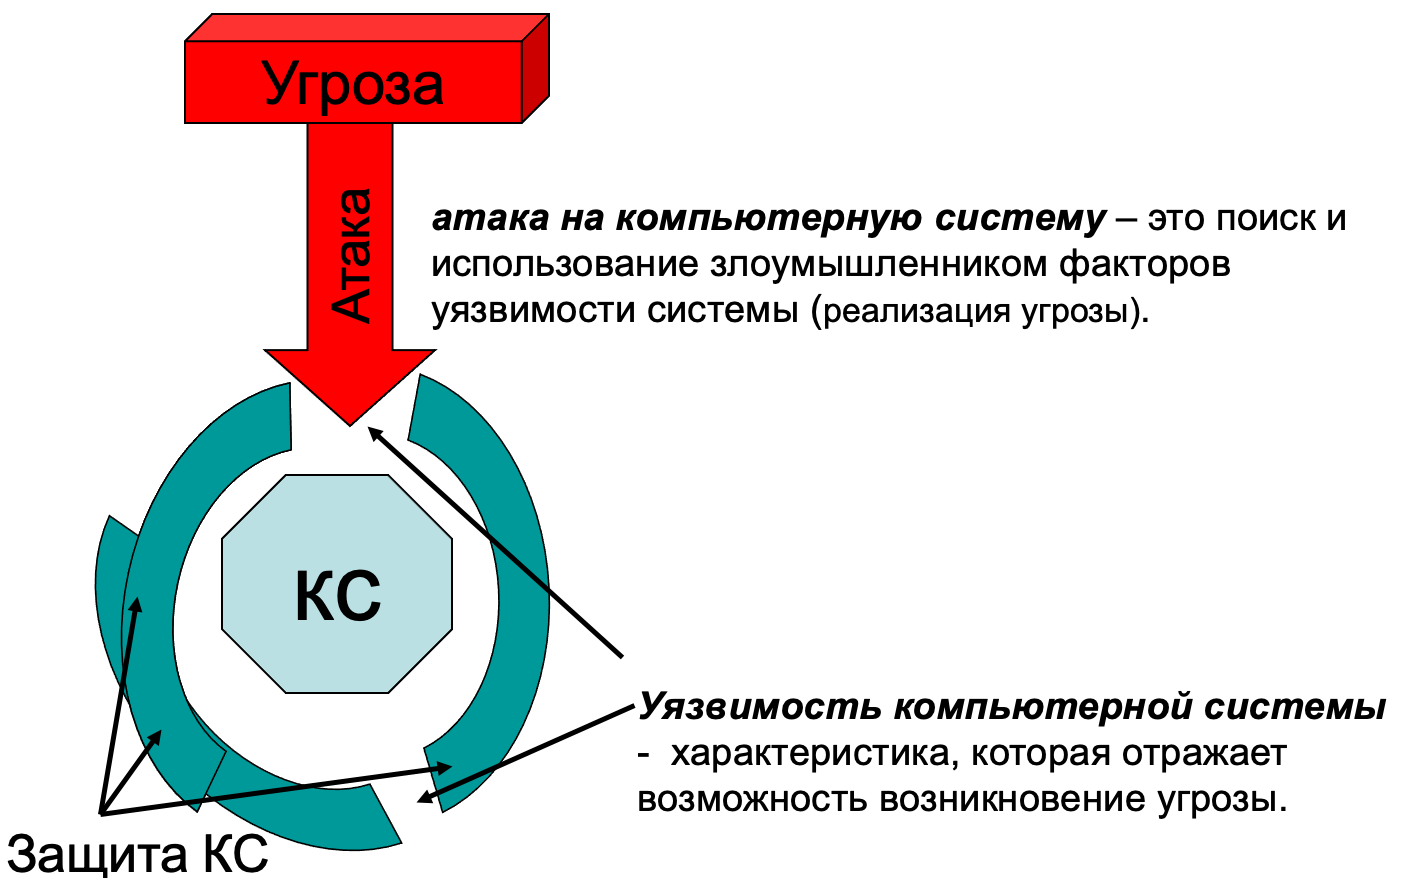 Угроза
Атака
атака на компьютерную систему – это поиск и
использование злоумышленником факторов
уязвимости системы (реализация угрозы).
КС
Уязвимость компьютерной системы
- характеристика, которая отражает
возможность возникновение угрозы.
Защита КС